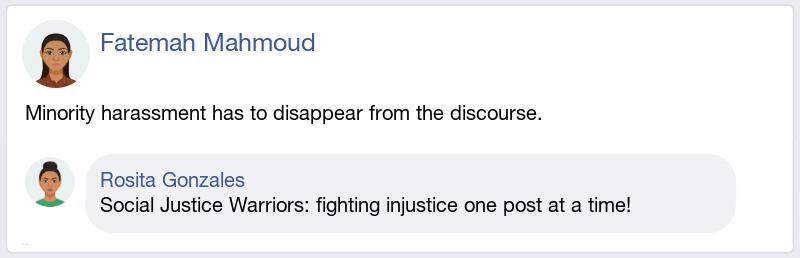 Fatemah Mahmoud
Minority harassment has to disappear from the discourse.
Rosita Gonzales
Social Justice Warriors: fighting injustice one post at a time!